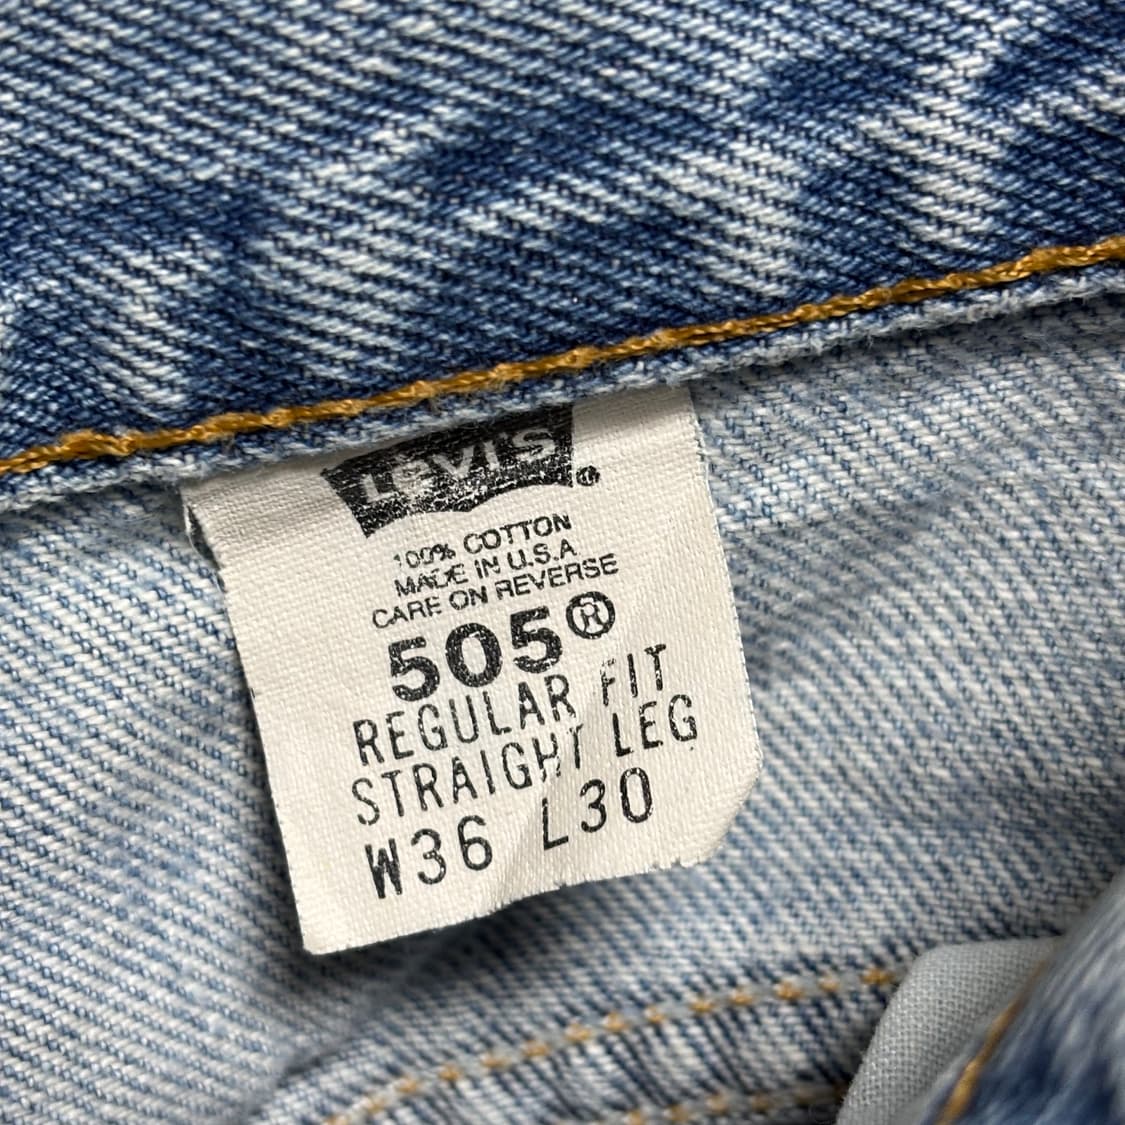 LEVI'S ®
100% COTTON
MADE IN U.S.A
CARE ON REVERSE
505®
REGULAR FIT
STRAIGHT LEG
W36 L30